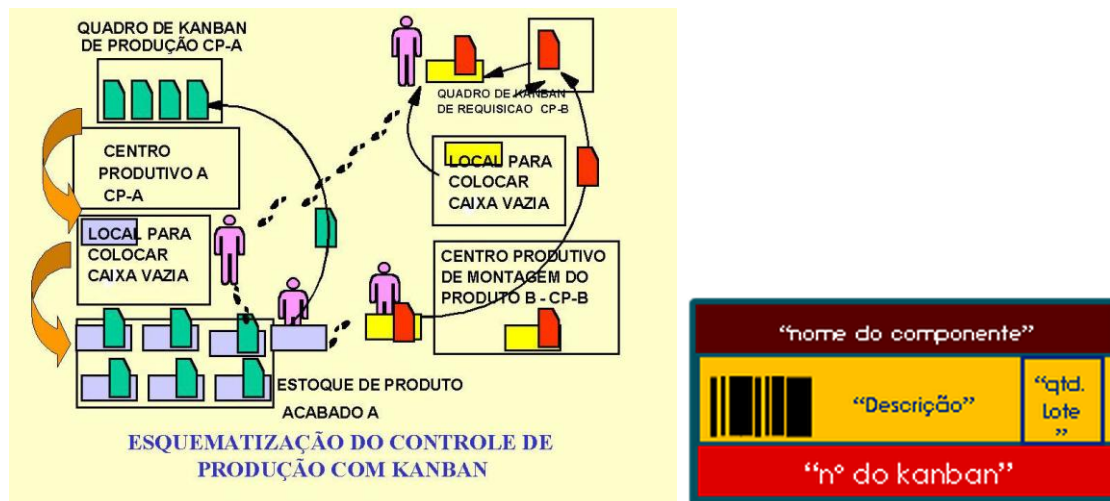 QUADRO DE KANBAN
DE PRODUÇÃO CP-A
CENTRO
PRODUTIVO A
CP-A
LOCAL PARA
COLOCAR
CAIXA VAZIA
ESTOQUE DE PRODUTO
ACABADO A
QUADRO DE KANBAN
DE REQUISICAO CP-B
LOCAL PARA
COLOCAR
CAIXA VAZIA
CENTRO PRODUTIVO
DE MONTAGEM DO
PRODUTO B - CP-B
ESQUEMATIZAÇÃO DO CONTROLE DE
PRODUÇÃO COM KANBAN
“nome do componente”
“Descrição”
“qtd.
Lote
”
“nº do kanban”